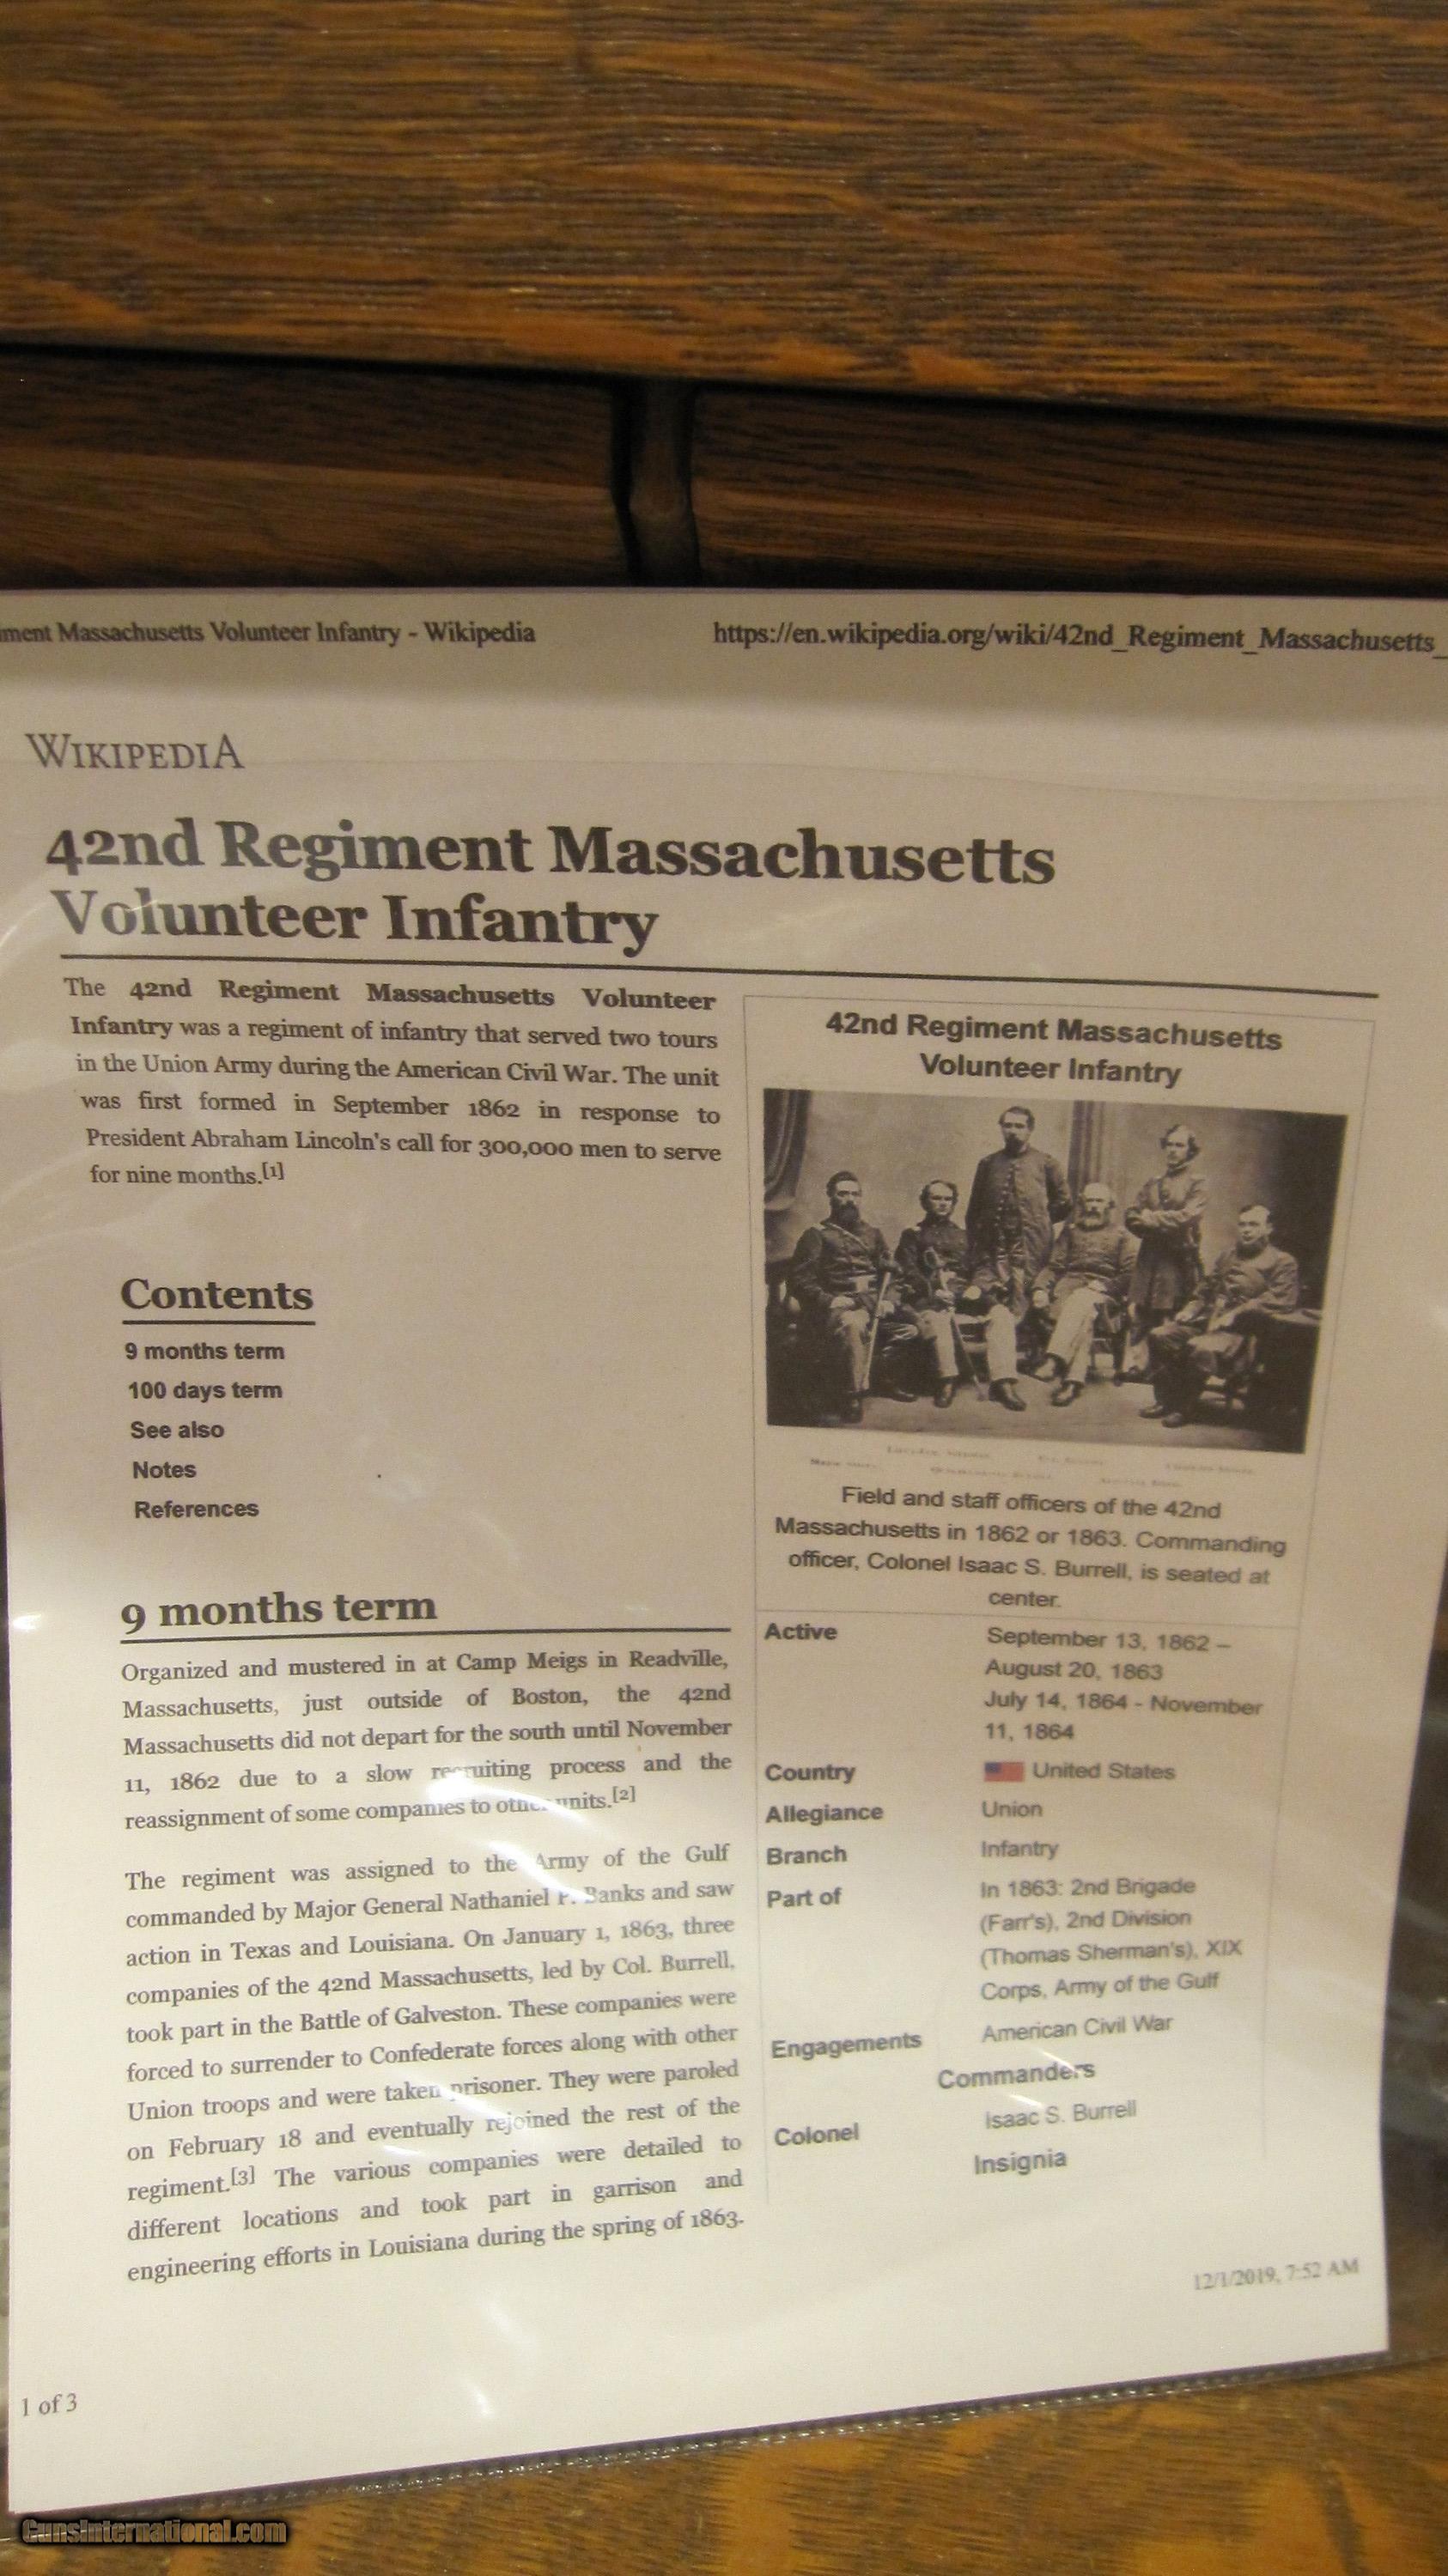 ment Massachusetts Volunteer Infantry - Wikipedia
https://en.wikipedia.org/wiki/42nd_Regiment_Massachusetts_
WIKIPEDIA
42nd Regiment Massachusetts
Volunteer Infantry
The 42nd Regiment Massachusetts Volunteer
Infantry was a regiment of infantry that served two tours
in the Union Army during the American Civil War. The unit
was first formed in September 1862 in response to
President Abraham Lincoln's call for 300,000 men to serve
for nine months.[1]
Contents
9 months term
100 days term
See also
Notes
References
9 months term
Organized and mustered in at Camp Meigs in Readville,
Massachusetts, just outside of Boston, the 42nd
Massachusetts did not depart for the south until November
11, 1862 due to a slow recruiting process and the
reassignment of some companies to other units.[2]
The regiment was assigned to the Army of the Gulf
commanded by Major General Nathaniel P. Banks and saw
action in Texas and Louisiana. On January 1, 1863, three
companies of the 42nd Massachusetts, led by Col. Burrell,
took part in the Battle of Galveston. These companies were
forced to surrender to Confederate forces along with other
Union troops and were taken prisoner. They were paroled
on February 18 and eventually rejoined the rest of the
regiment.[3] The various companies were detailed to
different locations and took part in garrison and
engineering efforts in Louisiana during the spring of 1863.
42nd Regiment Massachusetts
Volunteer Infantry
Field and staff officers of the 42nd
Massachusetts in 1862 or 1863. Commanding
officer, Colonel Isaac S. Burrell, is seated at
center.
Active September 13, 1862 –
August 20, 1863
July 14, 1864 - November
11, 1864
Country United States
Allegiance Union
Branch Infantry
Part of In 1863: 2nd Brigade
(Farr's), 2nd Division
(Thomas Sherman's), XIX
Corps, Army of the Gulf
Engagements American Civil War
Commanders
Colonel Isaac S. Burrell
Insignia
12/1/2019, 7:52 AM
1 of 3
GunsInternational.com